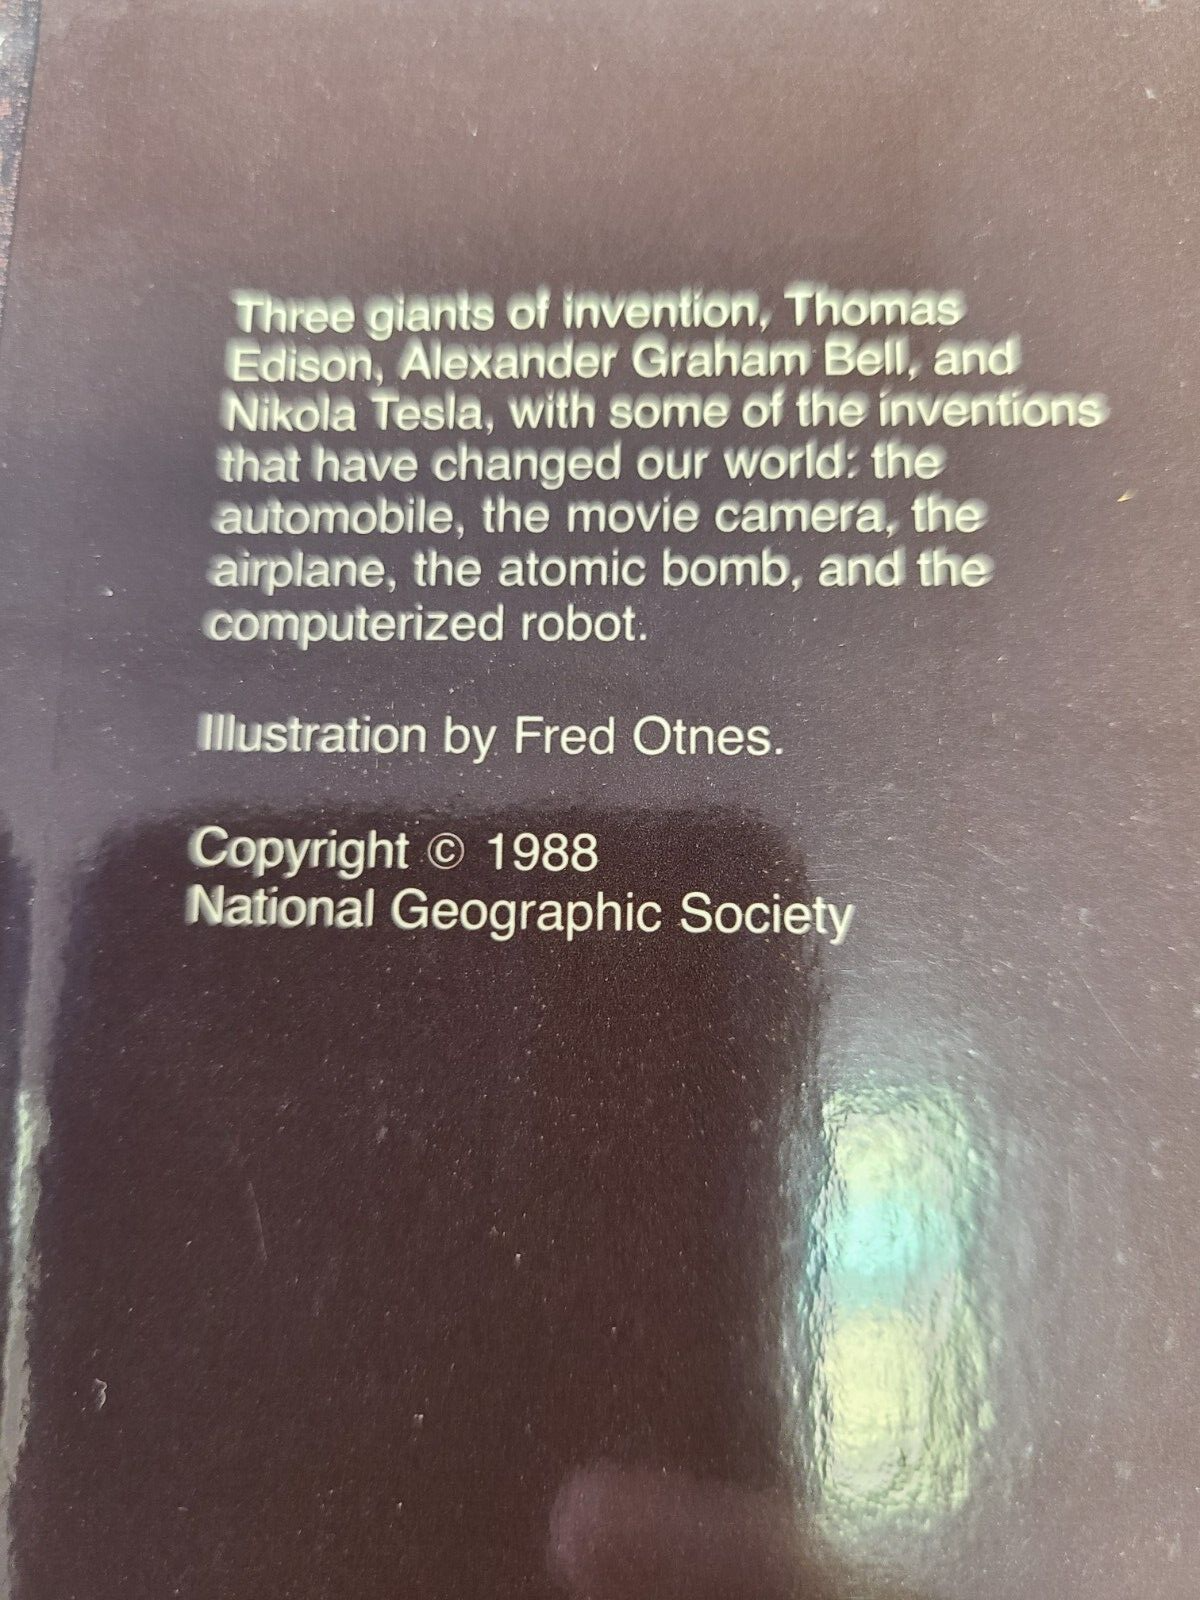 Three giants of invention, Thomas
Edison, Alexander Graham Bell, and
Nikola Tesla, with some of the inventions
that have changed our world: the
automobile, the movie camera, the
airplane, the atomic bomb, and the
computerized robot.
Illustration by Fred Otnes.
Copyright © 1988
National Geographic Society